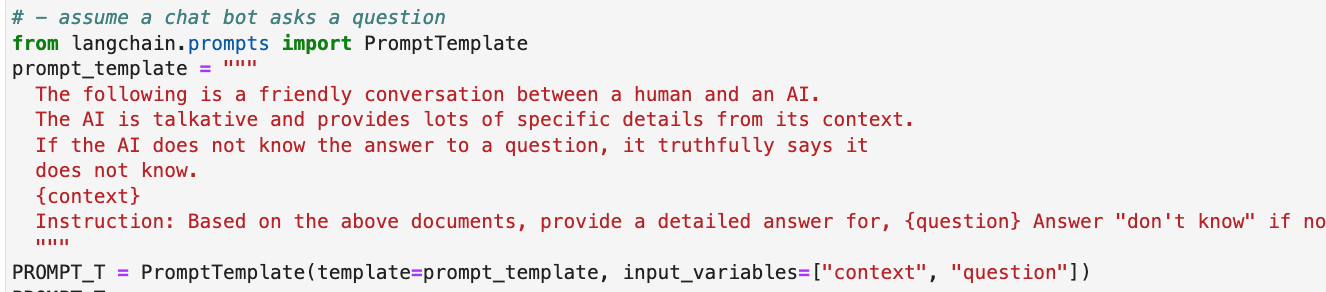 # - assume a chat bot asks a question
from langchain.prompts import PromptTemplate
prompt_template = """
The following is a friendly conversation between a human and an AI.
The AI is talkative and provides lots of specific details from its context.
If the AI does not know the answer to a question, it truthfully says it
does not know.
{context}
Instruction: Based on the above documents, provide a detailed answer for, {question} Answer "don't know" if no
"""
PROMPT_T = PromptTemplate(template=prompt_template, input_variables=["context", "question"])